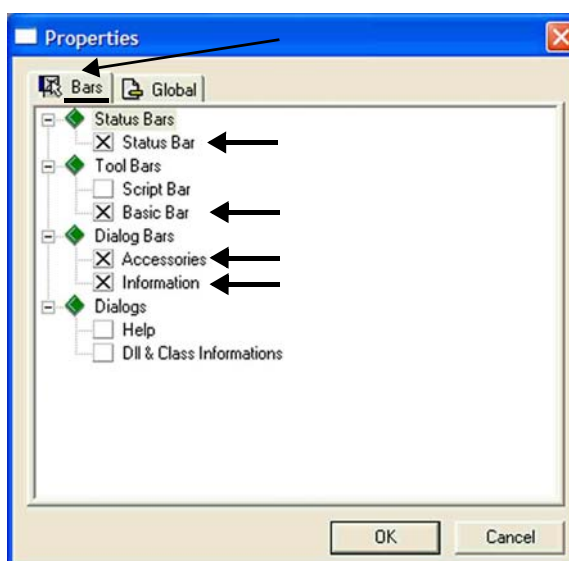 Properties
Bars Global
Status Bars
Status Bar
Tool Bars
Script Bar
Basic Bar
Dialog Bars
Accessories
Information
Dialogs
Help
Dll & Class Informations
OK Cancel